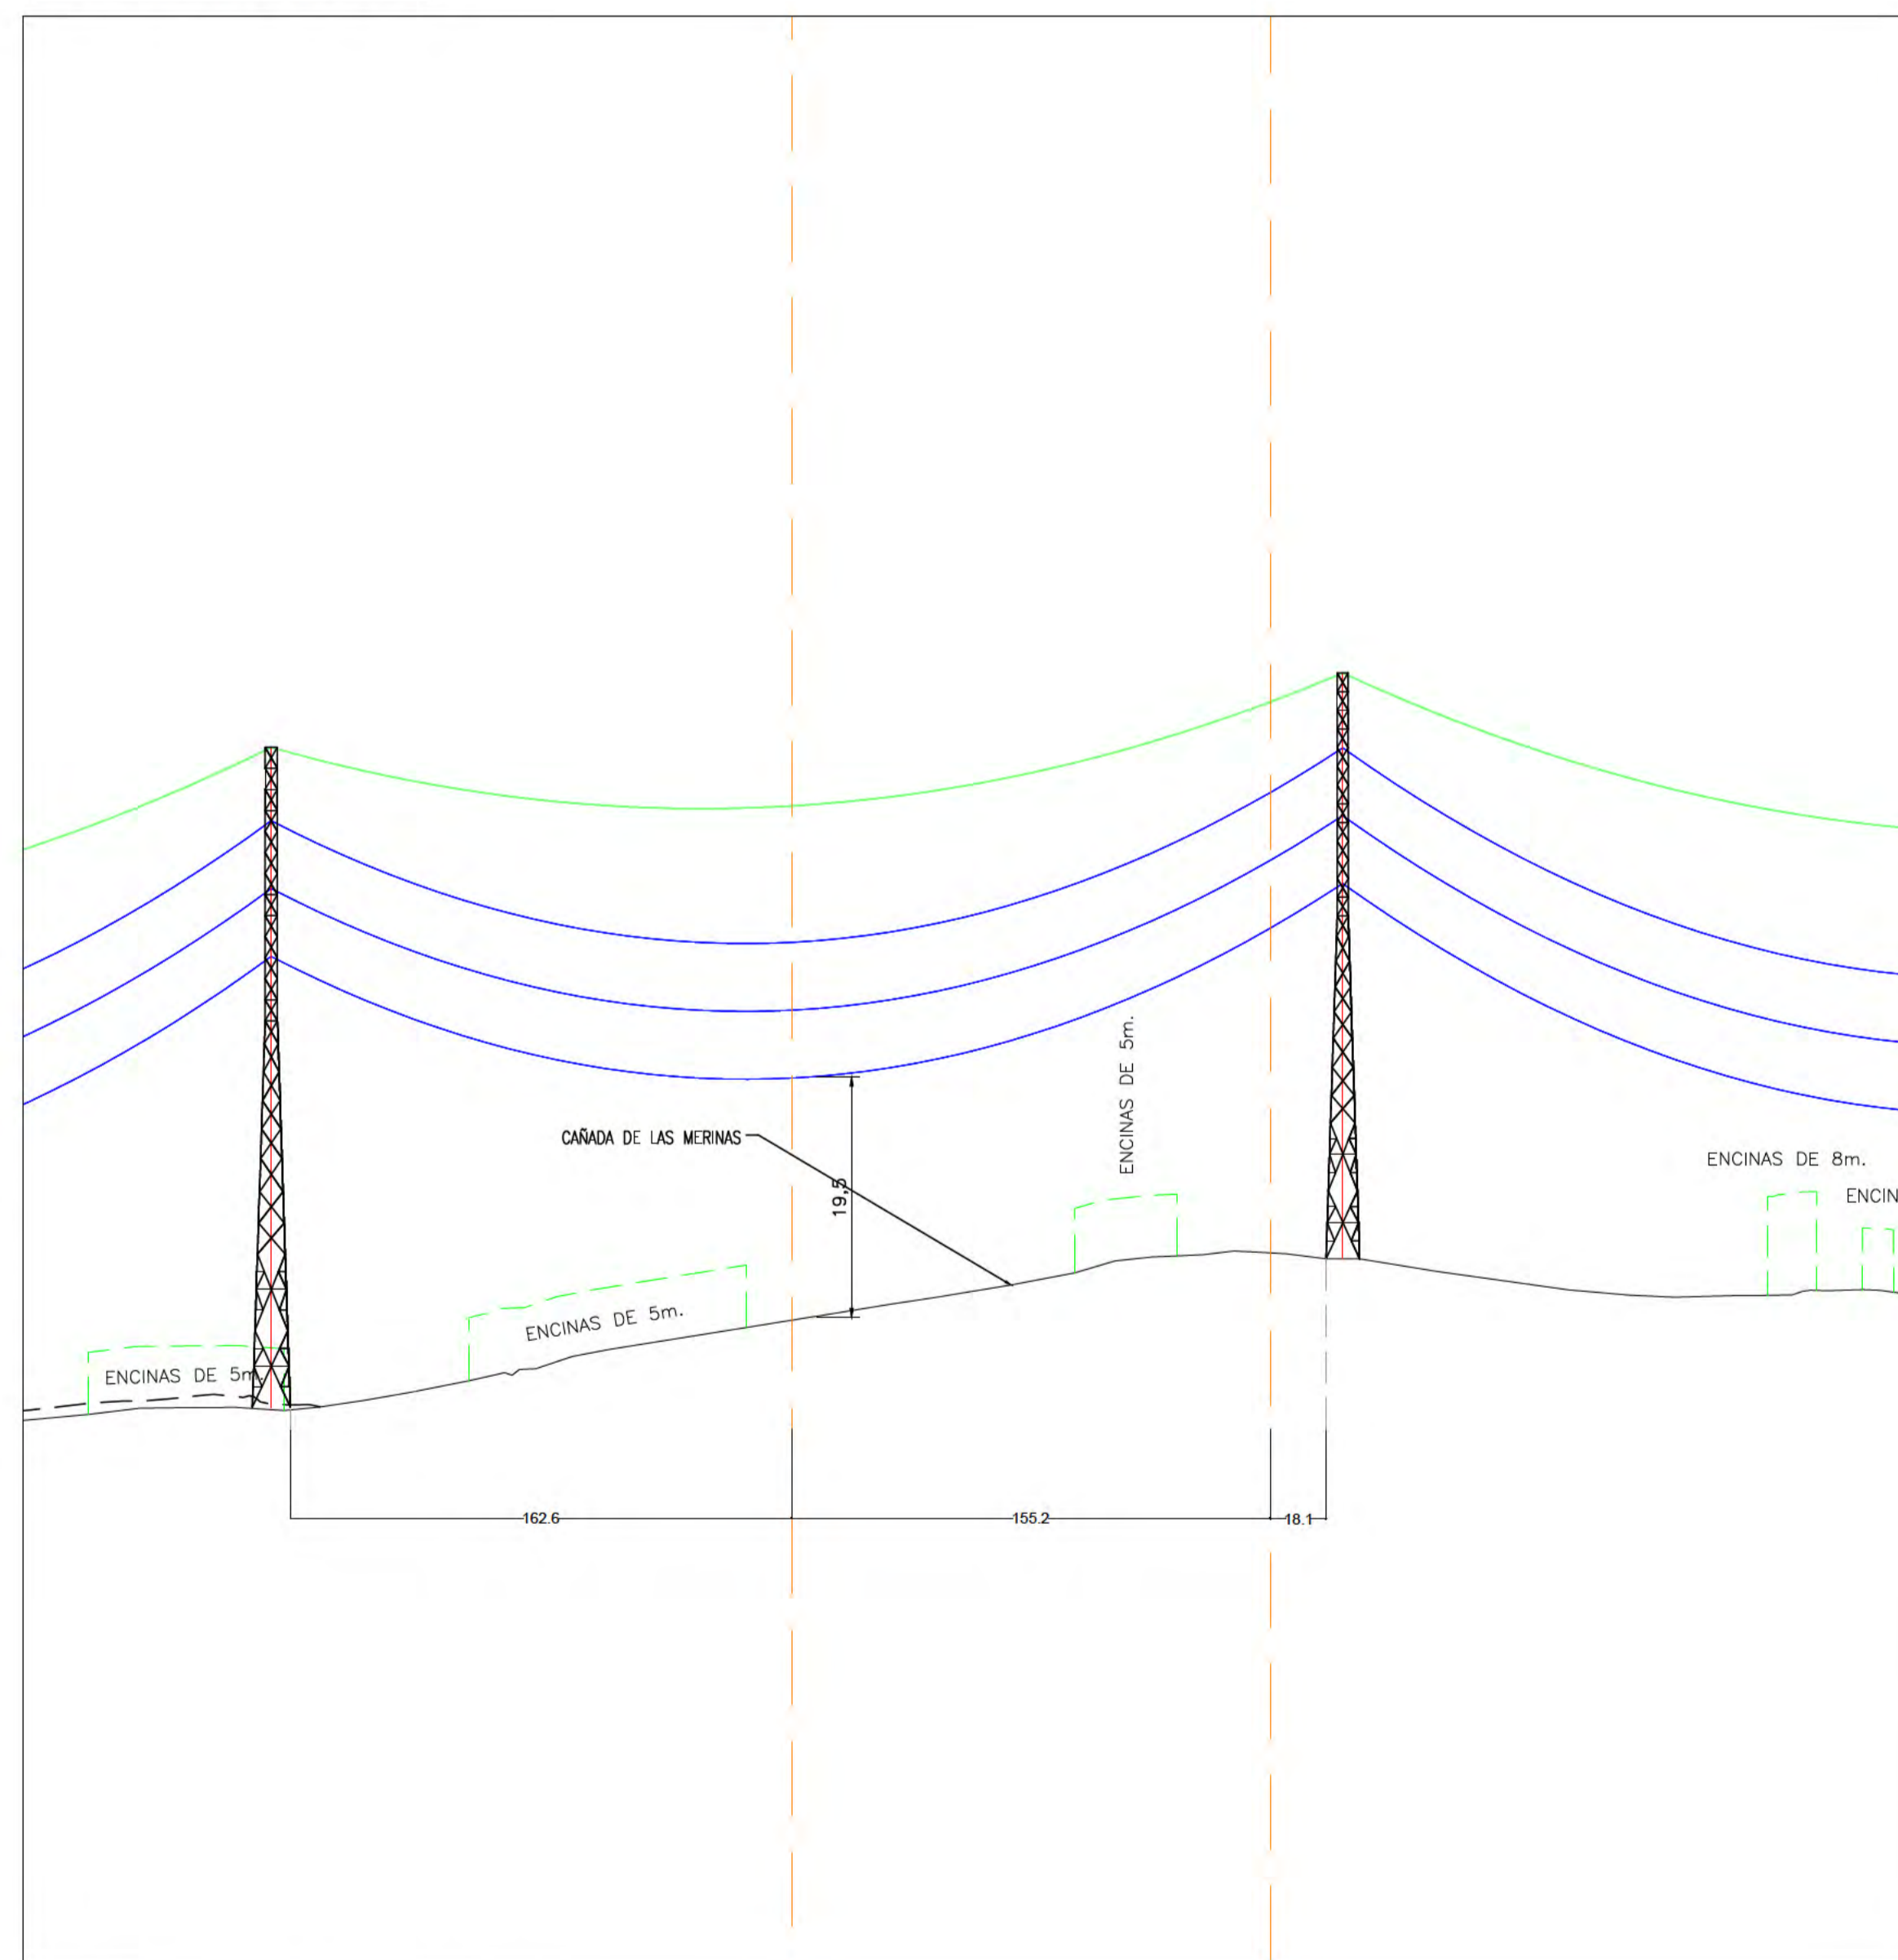 ENCINAS DE 5m.
CAÑADA DE LAS MERINAS
ENCINAS DE 8m.
19,5
ENCIN
ENCINAS DE 5m.
ENCINAS DE 5m.
162.6
155.2
18.1